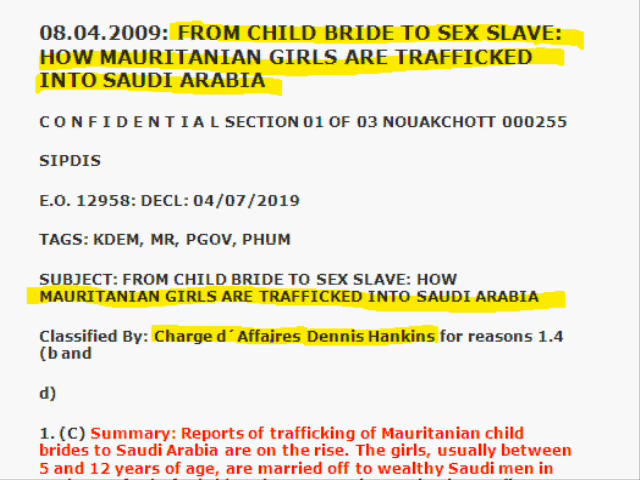 08.04.2009: FROM CHILD BRIDE TO SEX SLAVE:
HOW MAURITANIAN GIRLS ARE TRAFFICKED
INTO SAUDI ARABIA
C O N F I D E N T I A L SECTION 01 OF 03 NOUAKCHOTT 000255
SIPDIS
E.O. 12958: DECL: 04/07/2019
TAGS: KDEM, MR, PGOV, PHUM
SUBJECT: FROM CHILD BRIDE TO SEX SLAVE: HOW
MAURITANIAN GIRLS ARE TRAFFICKED INTO SAUDI ARABIA
Classified By: Charge d´Affaires Dennis Hankins for reasons 1.4
(b and
d)
1. (C) Summary: Reports of trafficking of Mauritanian child
brides to Saudi Arabia are on the rise. The girls, usually between
5 and 12 years of age, are married off to wealthy Saudi men in